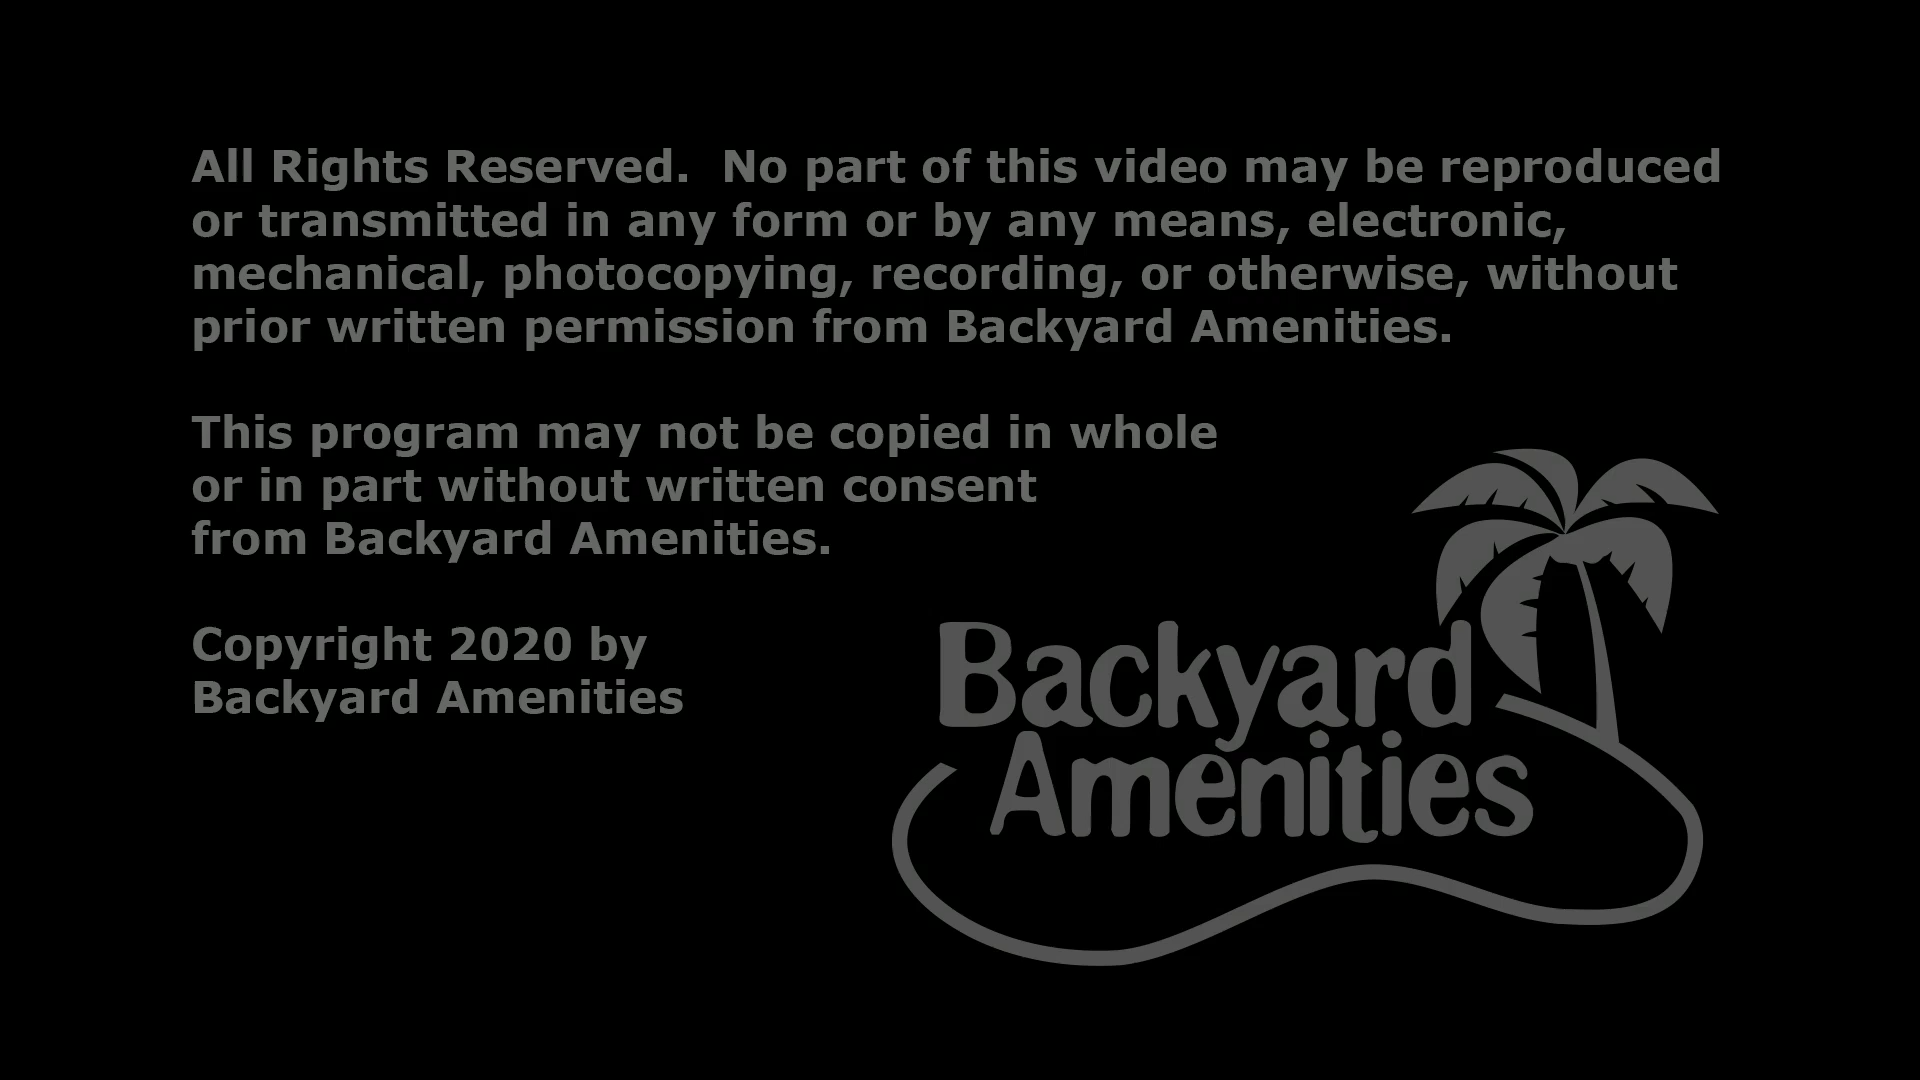 All Rights Reserved.  No part of this video may be reproduced
or transmitted in any form or by any means, electronic,
mechanical, photocopying, recording, or otherwise, without
prior written permission from Backyard Amenities.
This program may not be copied in whole
or in part without written consent
from Backyard Amenities.
Copyright 2020 by
Backyard Amenities
Backyard
Amenities